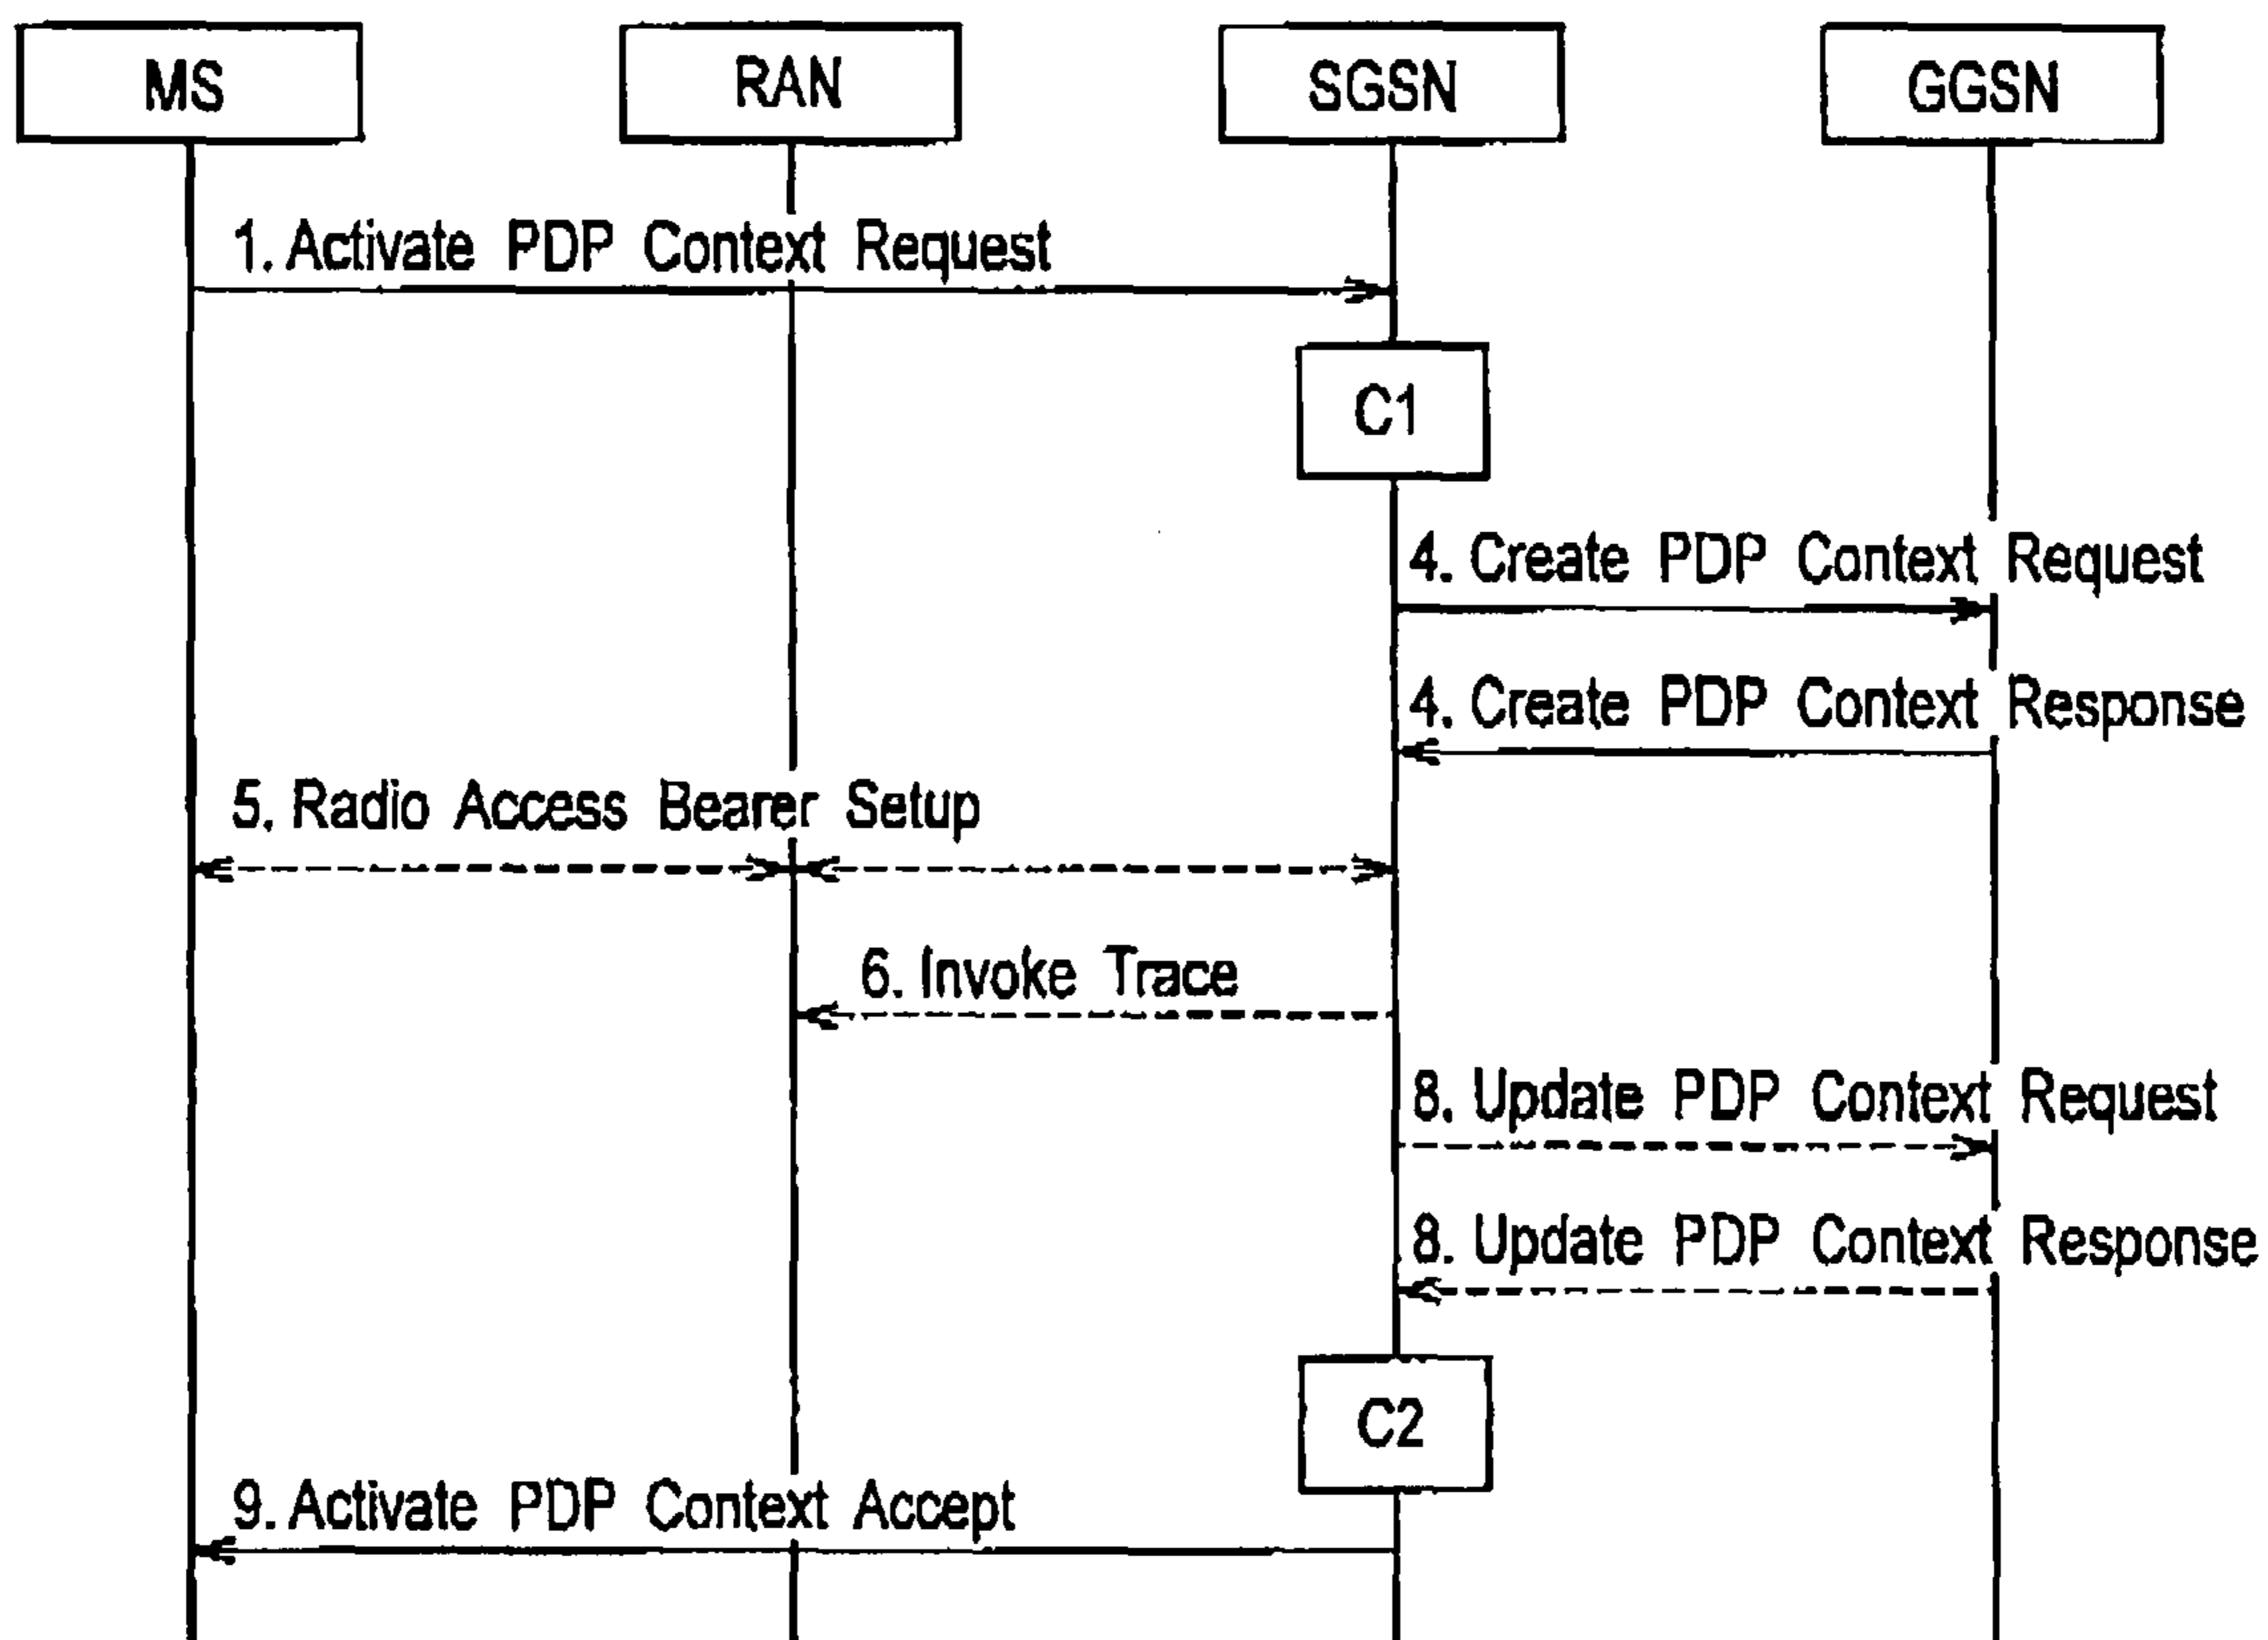 MS
RAN
SGSN
GGSN
1. Activate PDP Context Request
C1
4. Create PDP Context Request
4. Create PDP Context Response
5. Radio Access Bearer Setup
6. Invoke Trace
8. Update PDP Context Request
8. Update PDP Context Response
C2
9. Activate PDP Context Accept